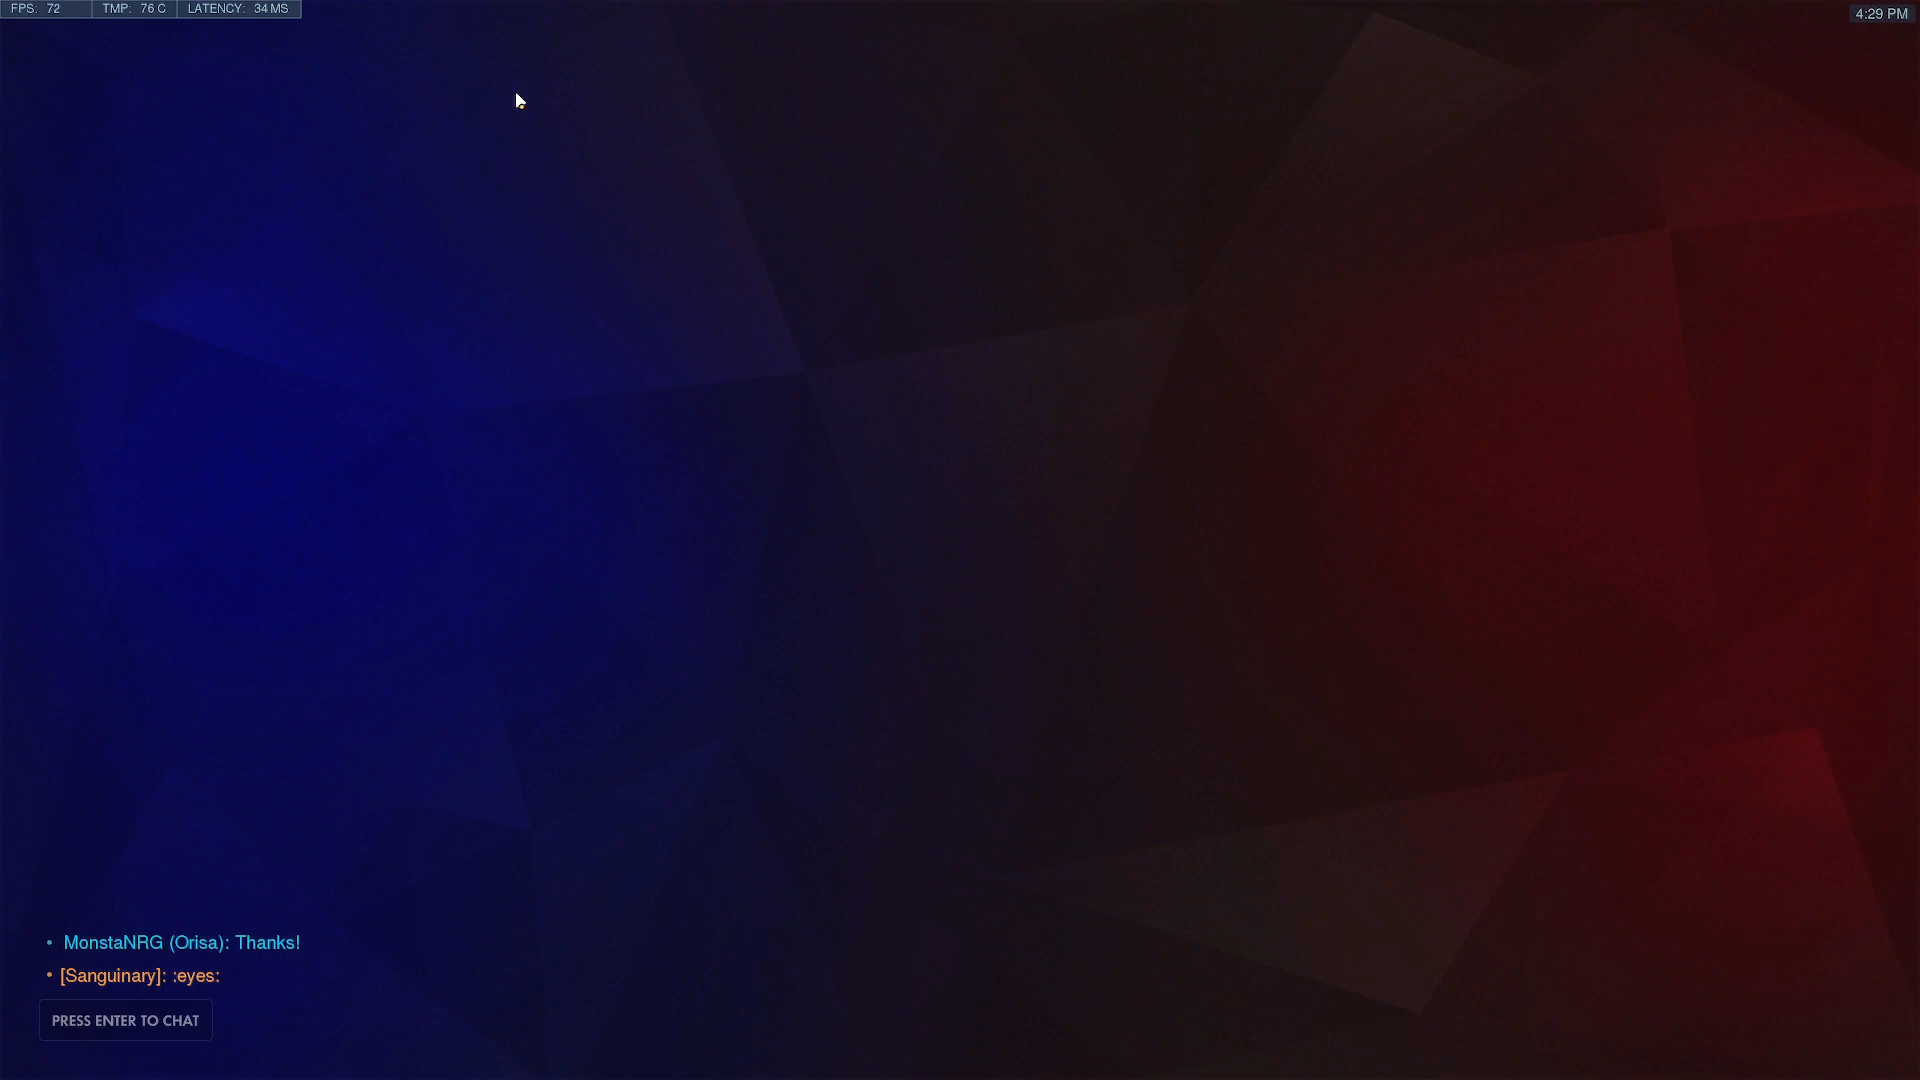 FPS: 72 TMP: 76 C LATENCY: 34 MS
4:29 PM
• MonstaNRG (Orisa): Thanks!
• [Sanguinary]: :eyes:
PRESS ENTER TO CHAT